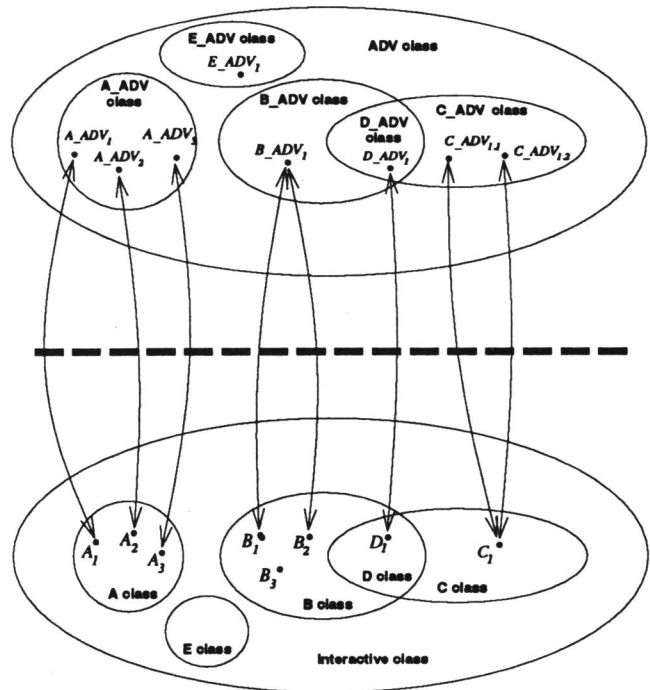 E_ADV class
ADV class
E_ADV1
A_ADV
class
B_ADV class
C_ADV class
D_ADV
class
A_ADV1
A_ADV2
A_ADV3
B_ADV1
D_ADV1
C_ADV1.1
C_ADV1.2
A1
A2
A3
B1
B2
B3
D1
C1
A class
D class
C class
B class
E class
Interactive class